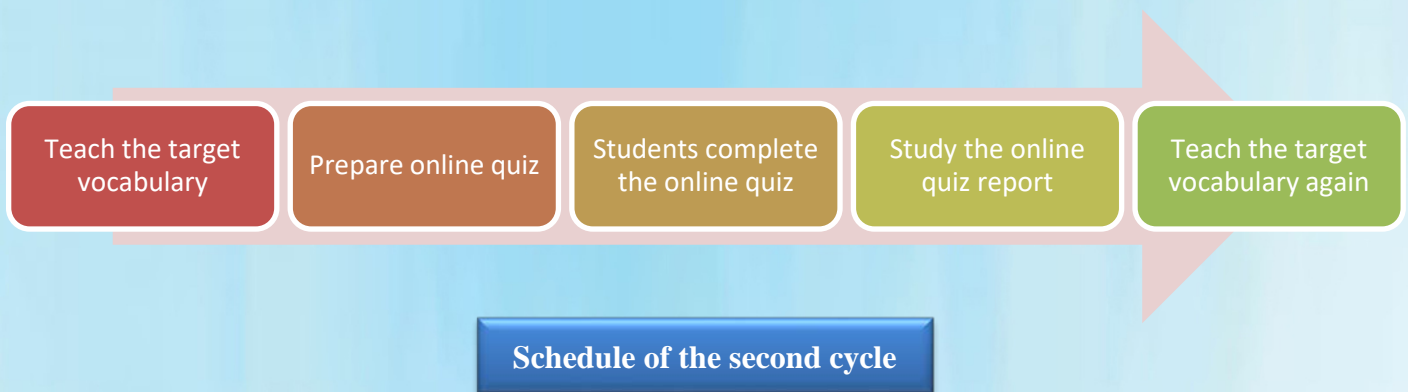 Teach the target
vocabulary
Prepare online quiz
Students complete
the online quiz
Study the online
quiz report
Teach the target
vocabulary again
Schedule of the second cycle